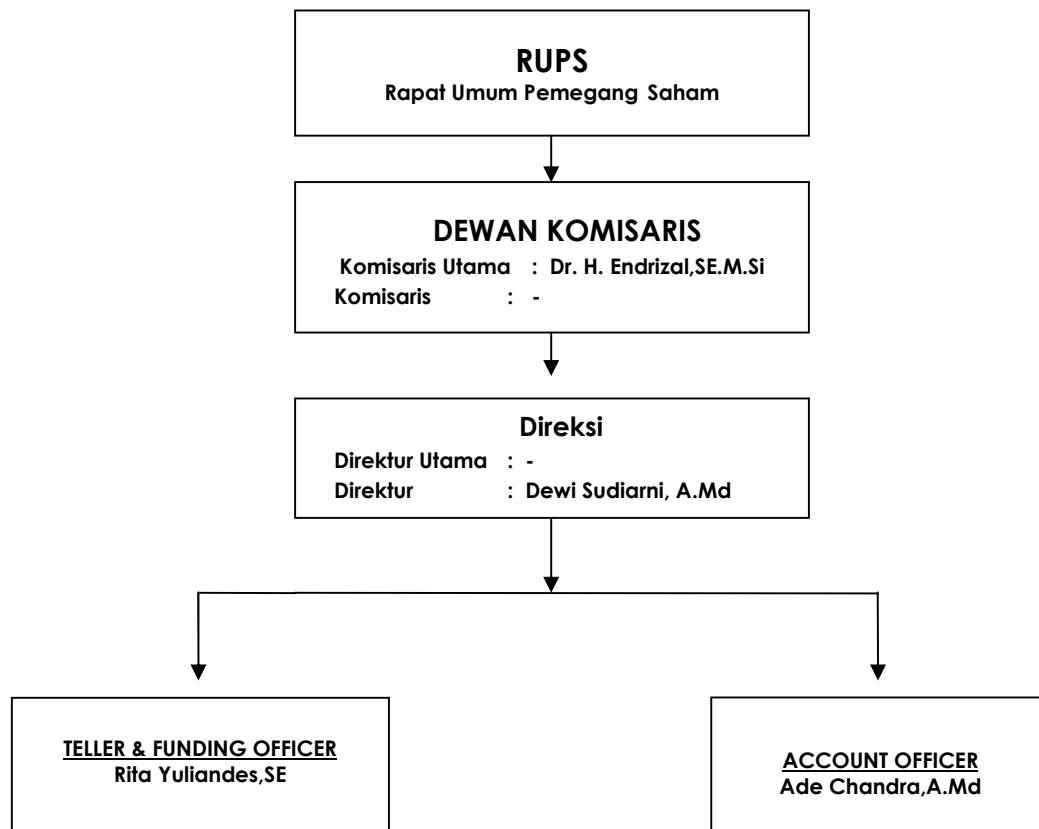 RUPS
Rapat Umum Pemegang Saham
DEWAN KOMISARIS
Komisaris Utama : Dr. H. Endrizal,SE.M.Si
Komisaris : -
Direksi
Direktur Utama : -
Direktur : Dewi Sudiarni, A.Md
TELLER & FUNDING OFFICER
Rita Yuliandes,SE
ACCOUNT OFFICER
Ade Chandra,A.Md